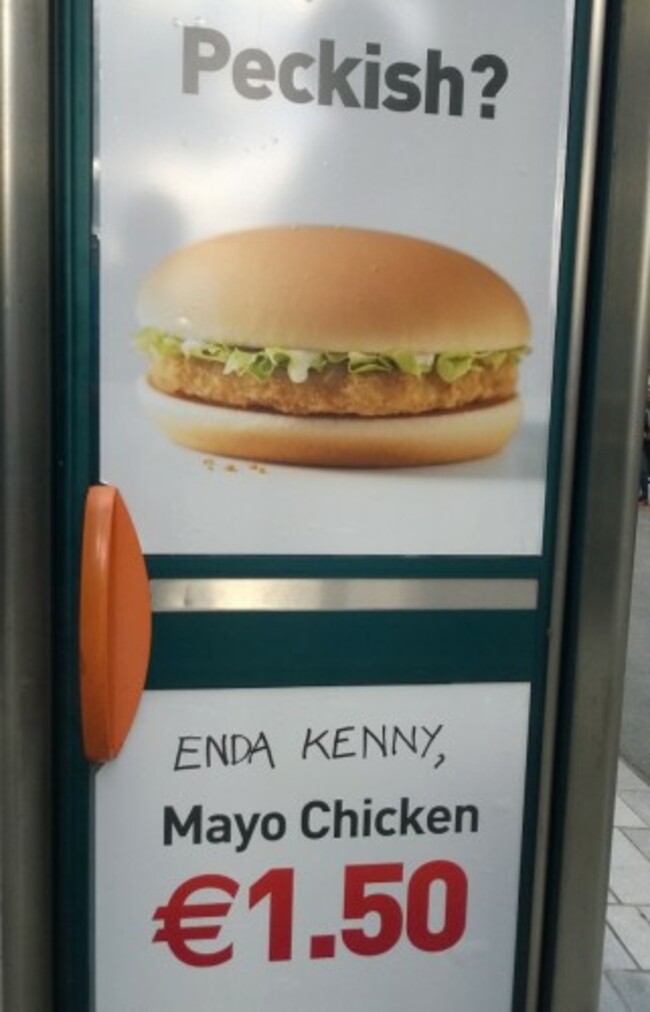 Peckish?
ENDA KENNY,
Mayo Chicken
€1.50